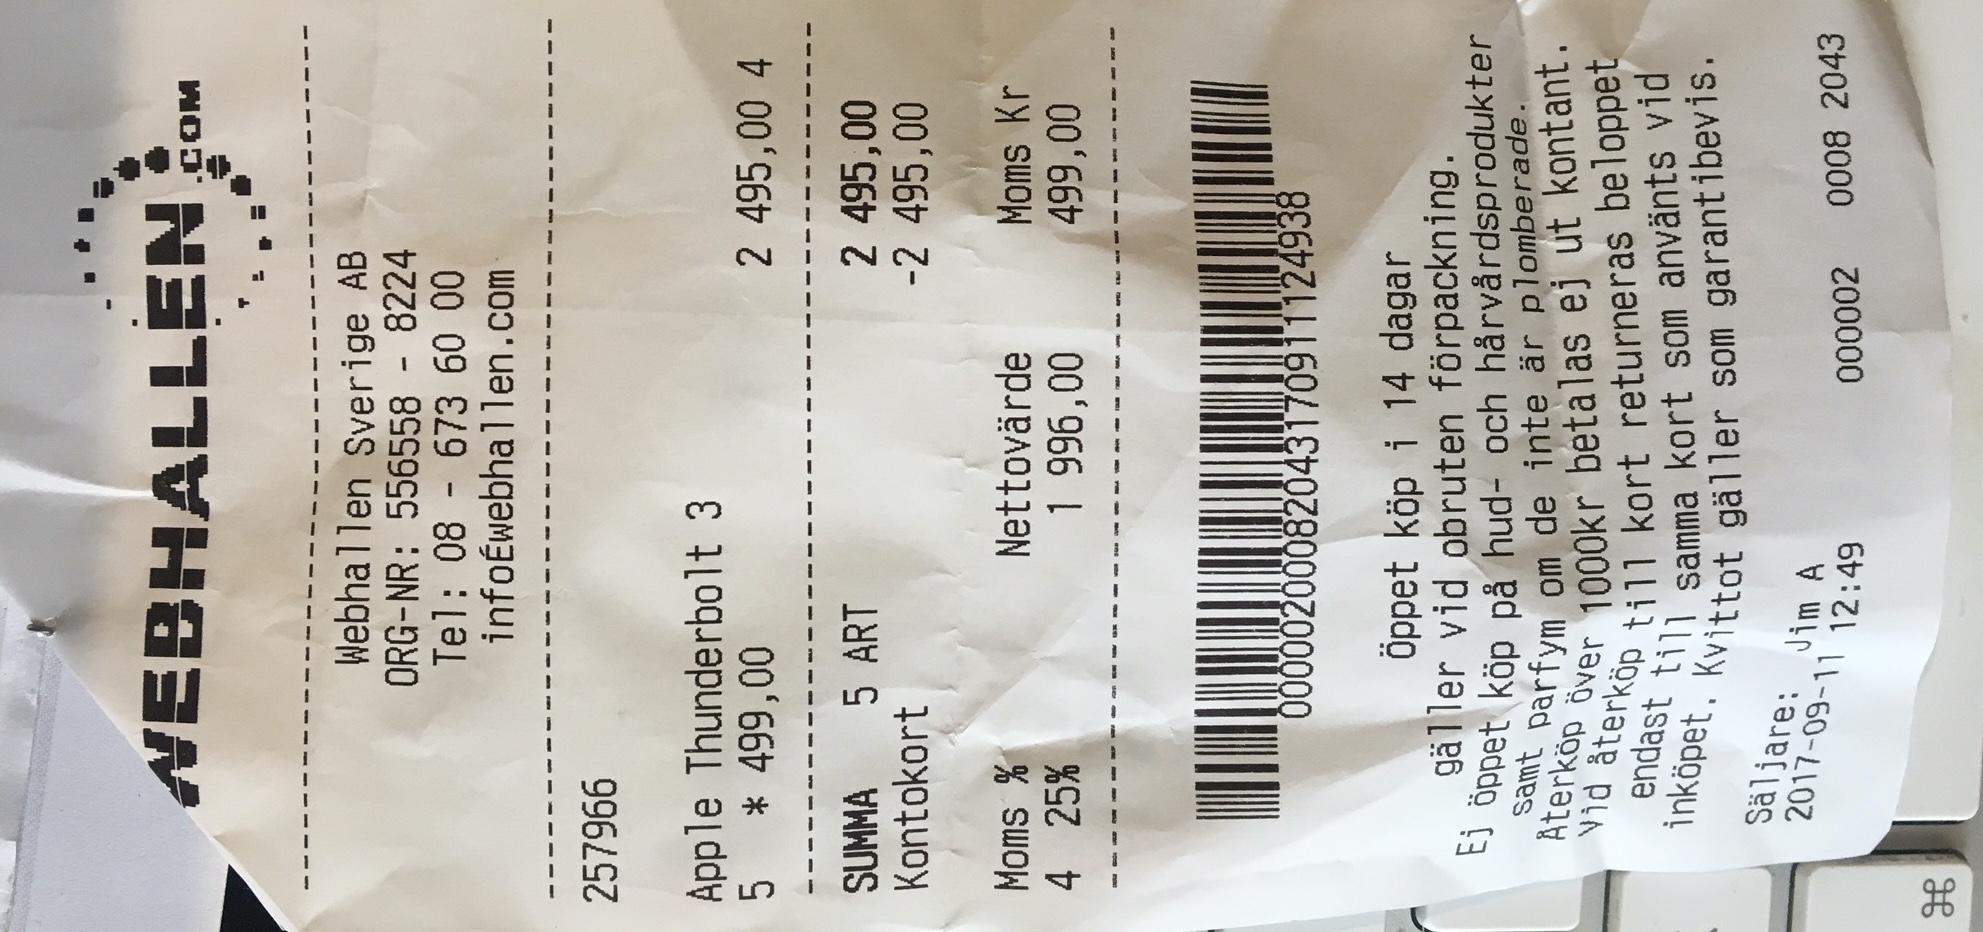 WEBHALLEN.COM
Webhallen Sverige AB
ORG-NR: 556558 - 8224
Tel: 08 - 673 60 00
infoÉwebhallen.com
257966
Apple Thunderbolt 3
5 * 499,00 2 495,00 4
SUMMA 5 ART 2 495,00
Kontokort -2 495,00
Moms % Nettovärde Moms Kr
4 25% 1 996,00 499,00
00000200082043170911124938
Öppet köp i 14 dagar
gäller vid obruten förpackning.
Ej öppet köp på hud- och hårvårdsprodukter
samt parfym om de inte är plomberade.
Återköp över 1000kr betalas ej ut kontant.
Vid återköp till kort returneras beloppet
endast till samma kort som använts vid
inköpet. Kvittot gäller som garantibevis.
Säljare: Jim A
2017-09-11 12:49 000002 0008 2043
⌘